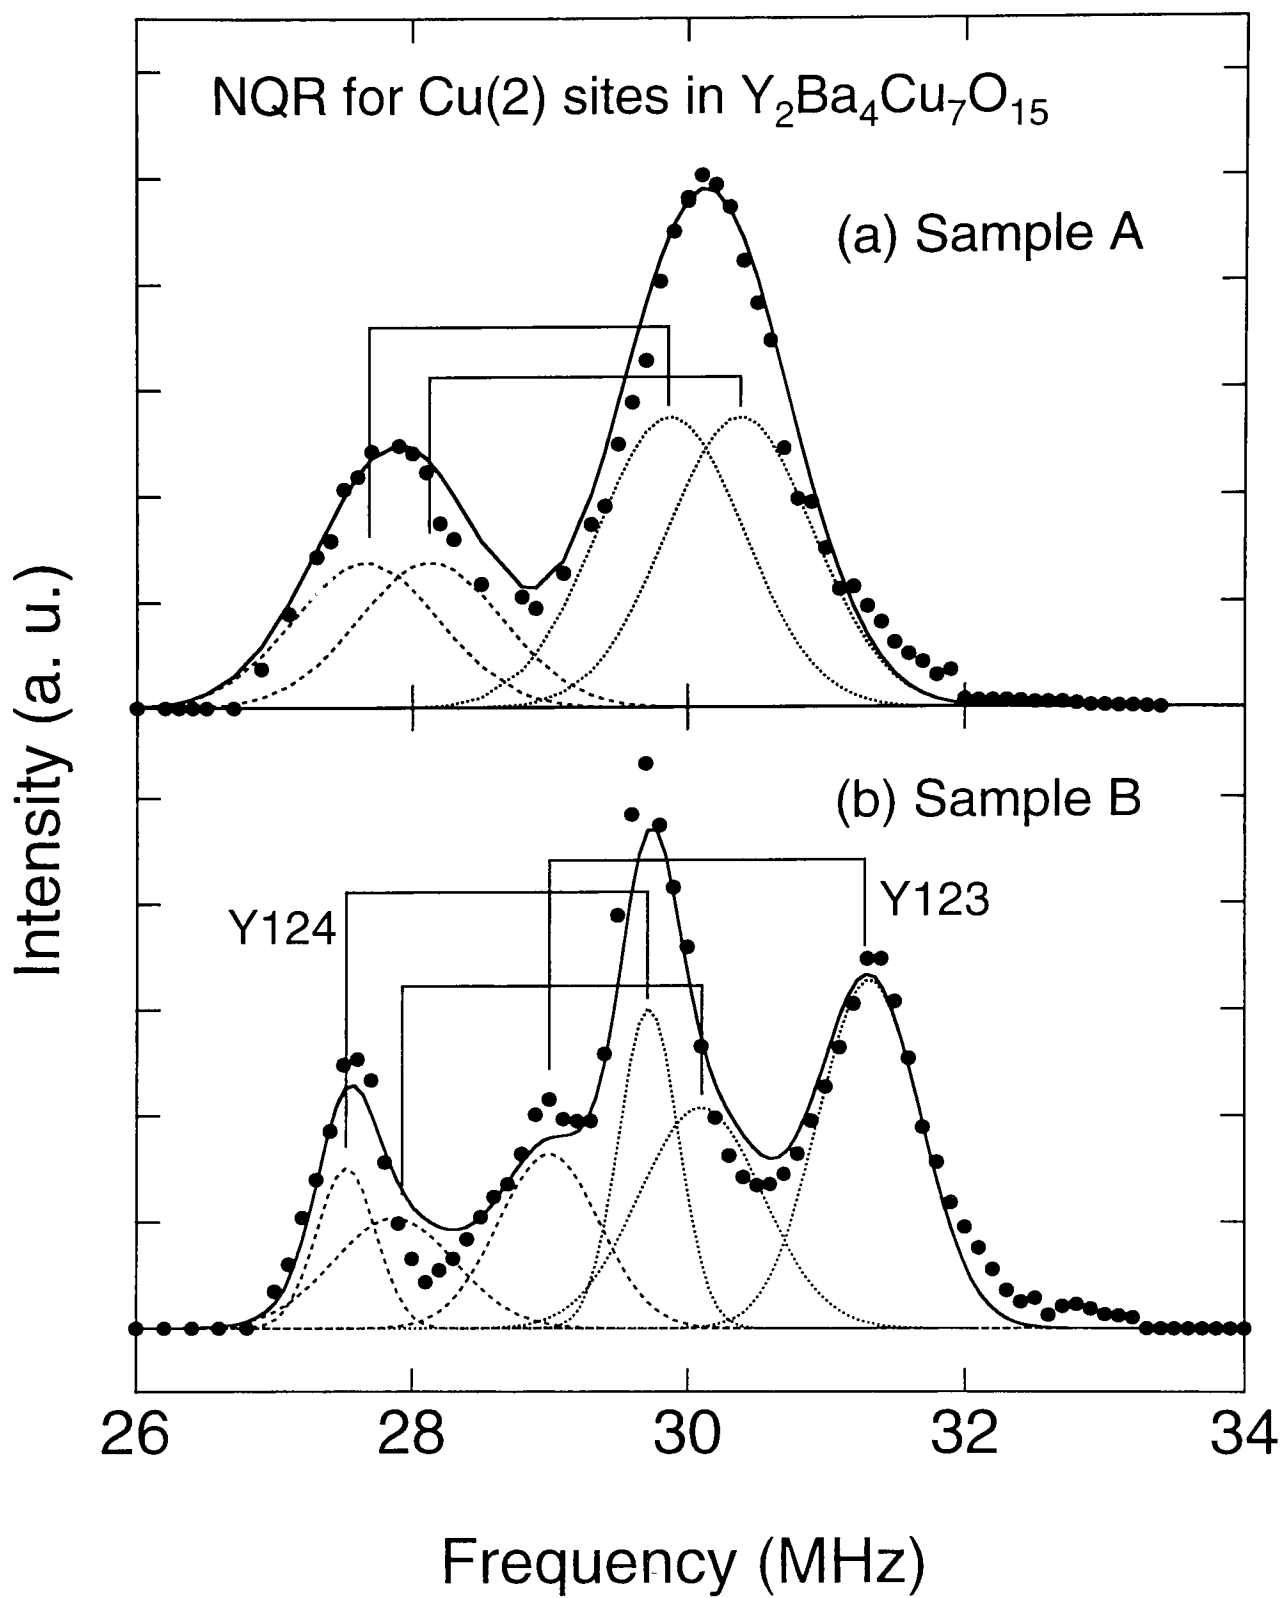 NQR for Cu(2) sites in Y₂Ba₄Cu₇O₁₅
(a) Sample A
Intensity (a. u.)
(b) Sample B
Y123
Y124
26 28 30 32 34
Frequency (MHz)